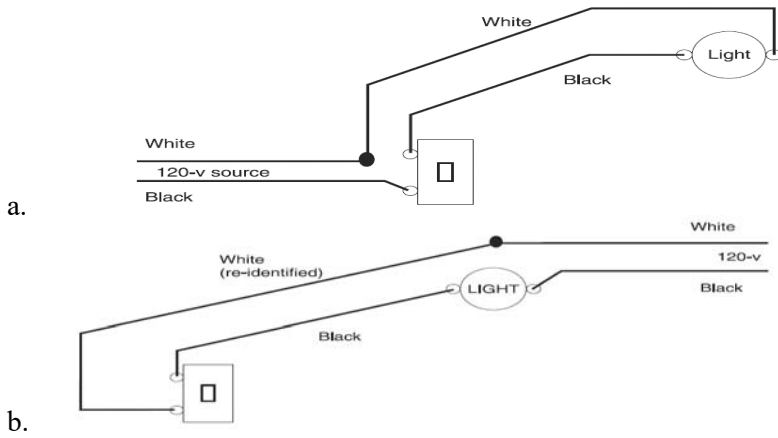 White
Light
Black
White
120-v source
Black
a.
White
White
(re-identified)
120-v
LIGHT
Black
Black
b.